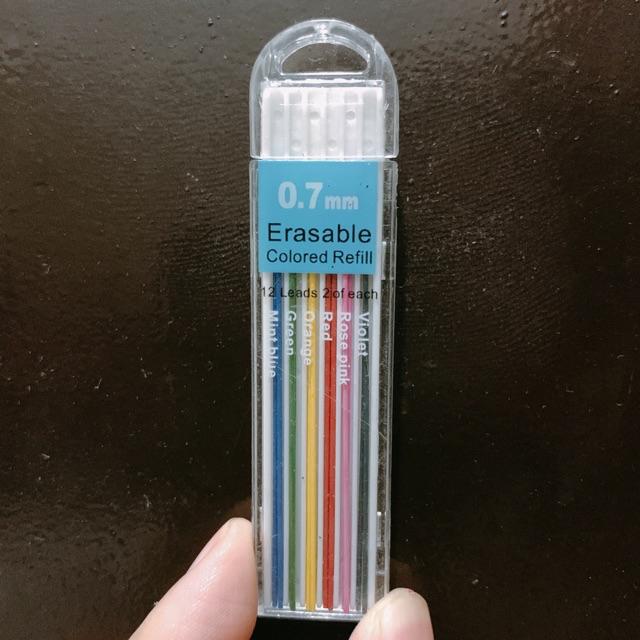 0.7mm
Erasable
Colored Refill
12 Leads 2 of each
Mint blue
Green
Orange
Red
Rose pink
Violet